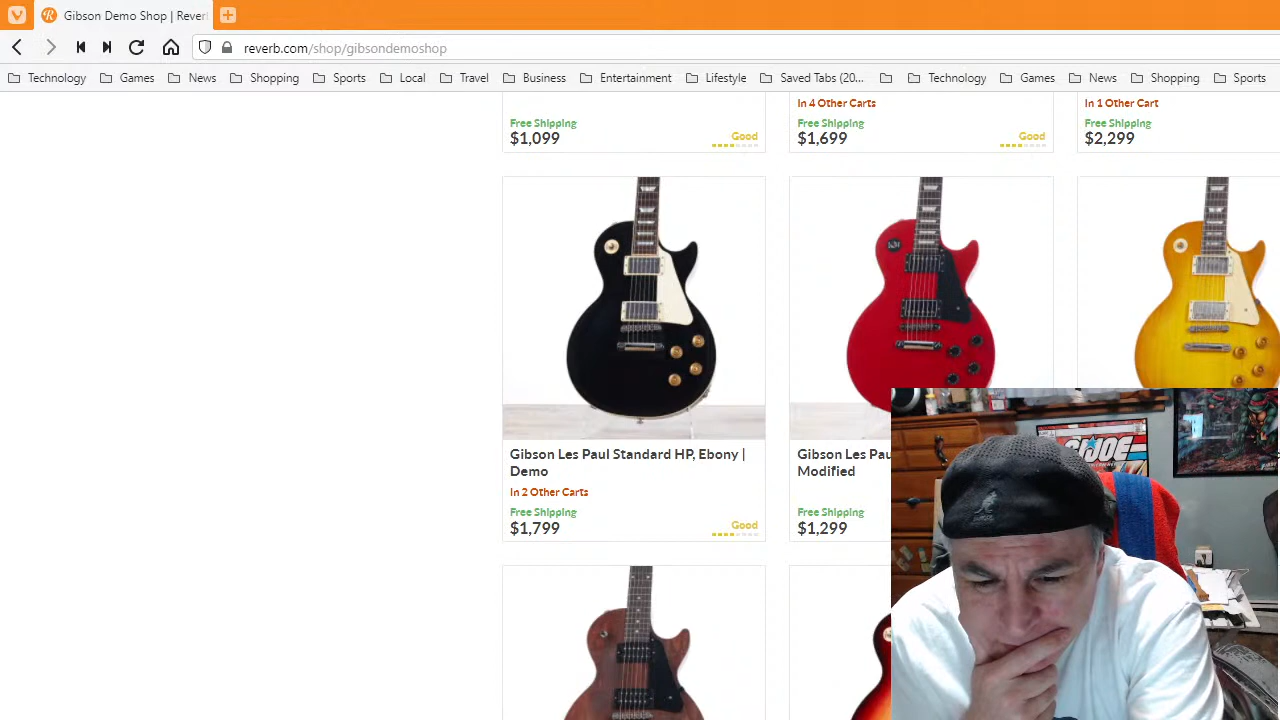 Gibson Demo Shop | Rever
reverb.com/shop/gibsondemoshop
Technology Games News Shopping Sports Local Travel Business Entertainment Lifestyle Saved Tabs (20... Technology Games News Shopping Sports
In 4 Other Carts In 1 Other Cart
Free Shipping Free Shipping Free Shipping
$1,099 Good $1,699 Good $2,299
Gibson Les Paul Standard HP, Ebony |
Demo
In 2 Other Carts
Free Shipping
$1,799 Good
Gibson Les Pau
Modified
Free Shipping
$1,299
GI JOE